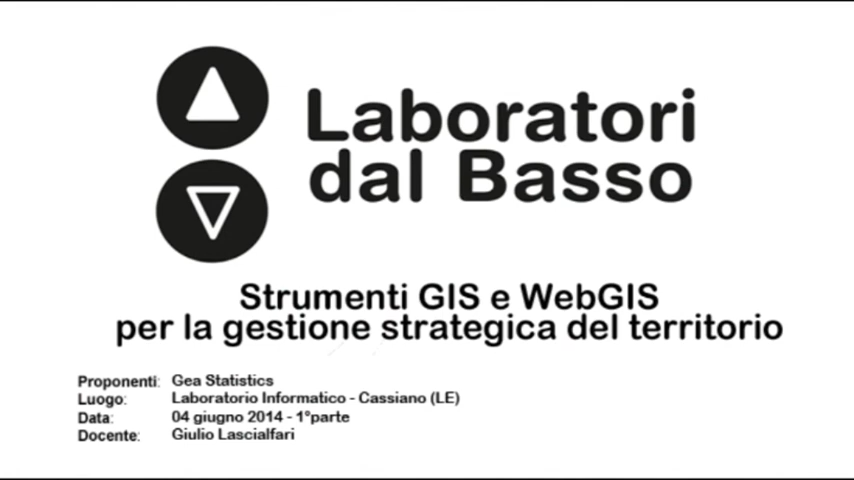 Laboratori
dal Basso
Strumenti GIS e WebGIS
per la gestione strategica del territorio
Proponenti: Gea Statistics
Luogo: Laboratorio Informatico - Cassiano (LE)
Data: 04 giugno 2014 - 1°parte
Docente: Giulio Lascialfari